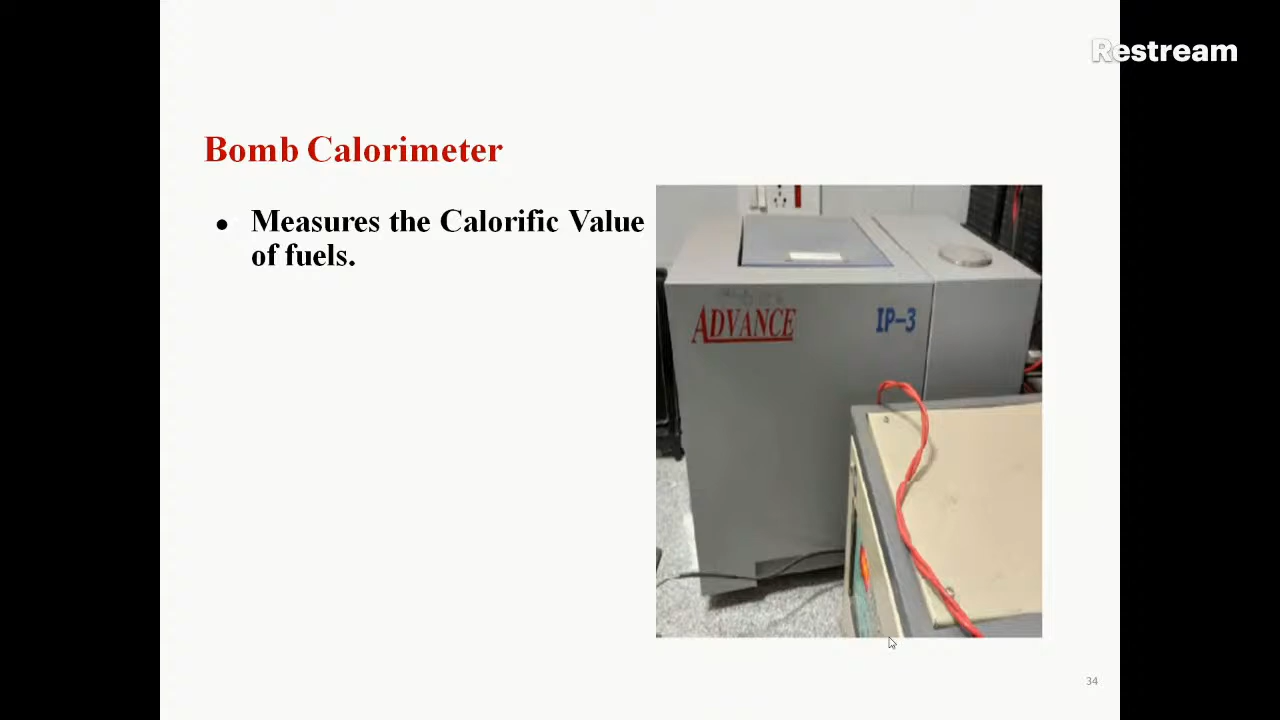 Restream
Bomb Calorimeter
● Measures the Calorific Value
of fuels.
ADVANCE
IP-3
34